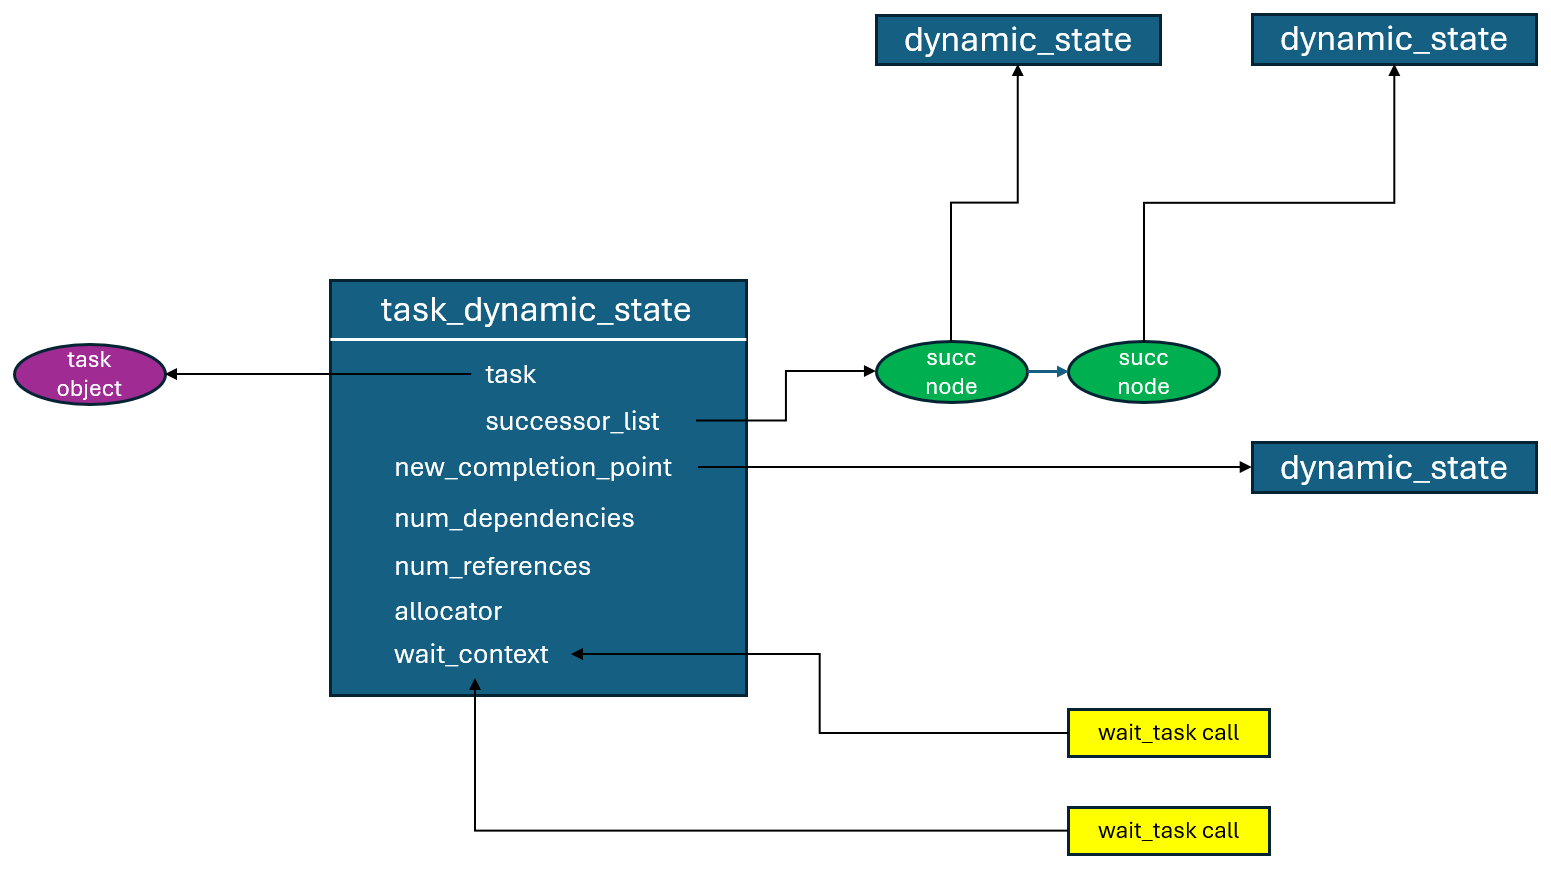 dynamic_state
dynamic_state
task_dynamic_state
task
object
task
successor_list
new_completion_point
num_dependencies
num_references
allocator
wait_context
succ
node
succ
node
dynamic_state
wait_task call
wait_task call